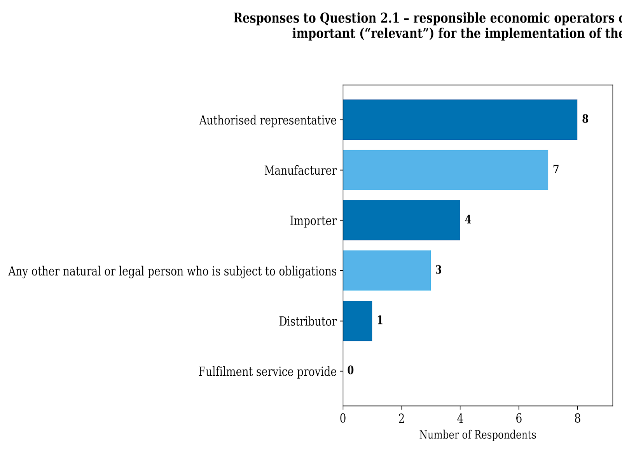 Responses to Question 2.1 – responsible economic operators
important (“relevant”) for the implementation of the
Authorised representative
8
Manufacturer
7
Importer
4
Any other natural or legal person who is subject to obligations
3
Distributor
1
Fulfilment service provide
0
0 2 4 6 8
Number of Respondents